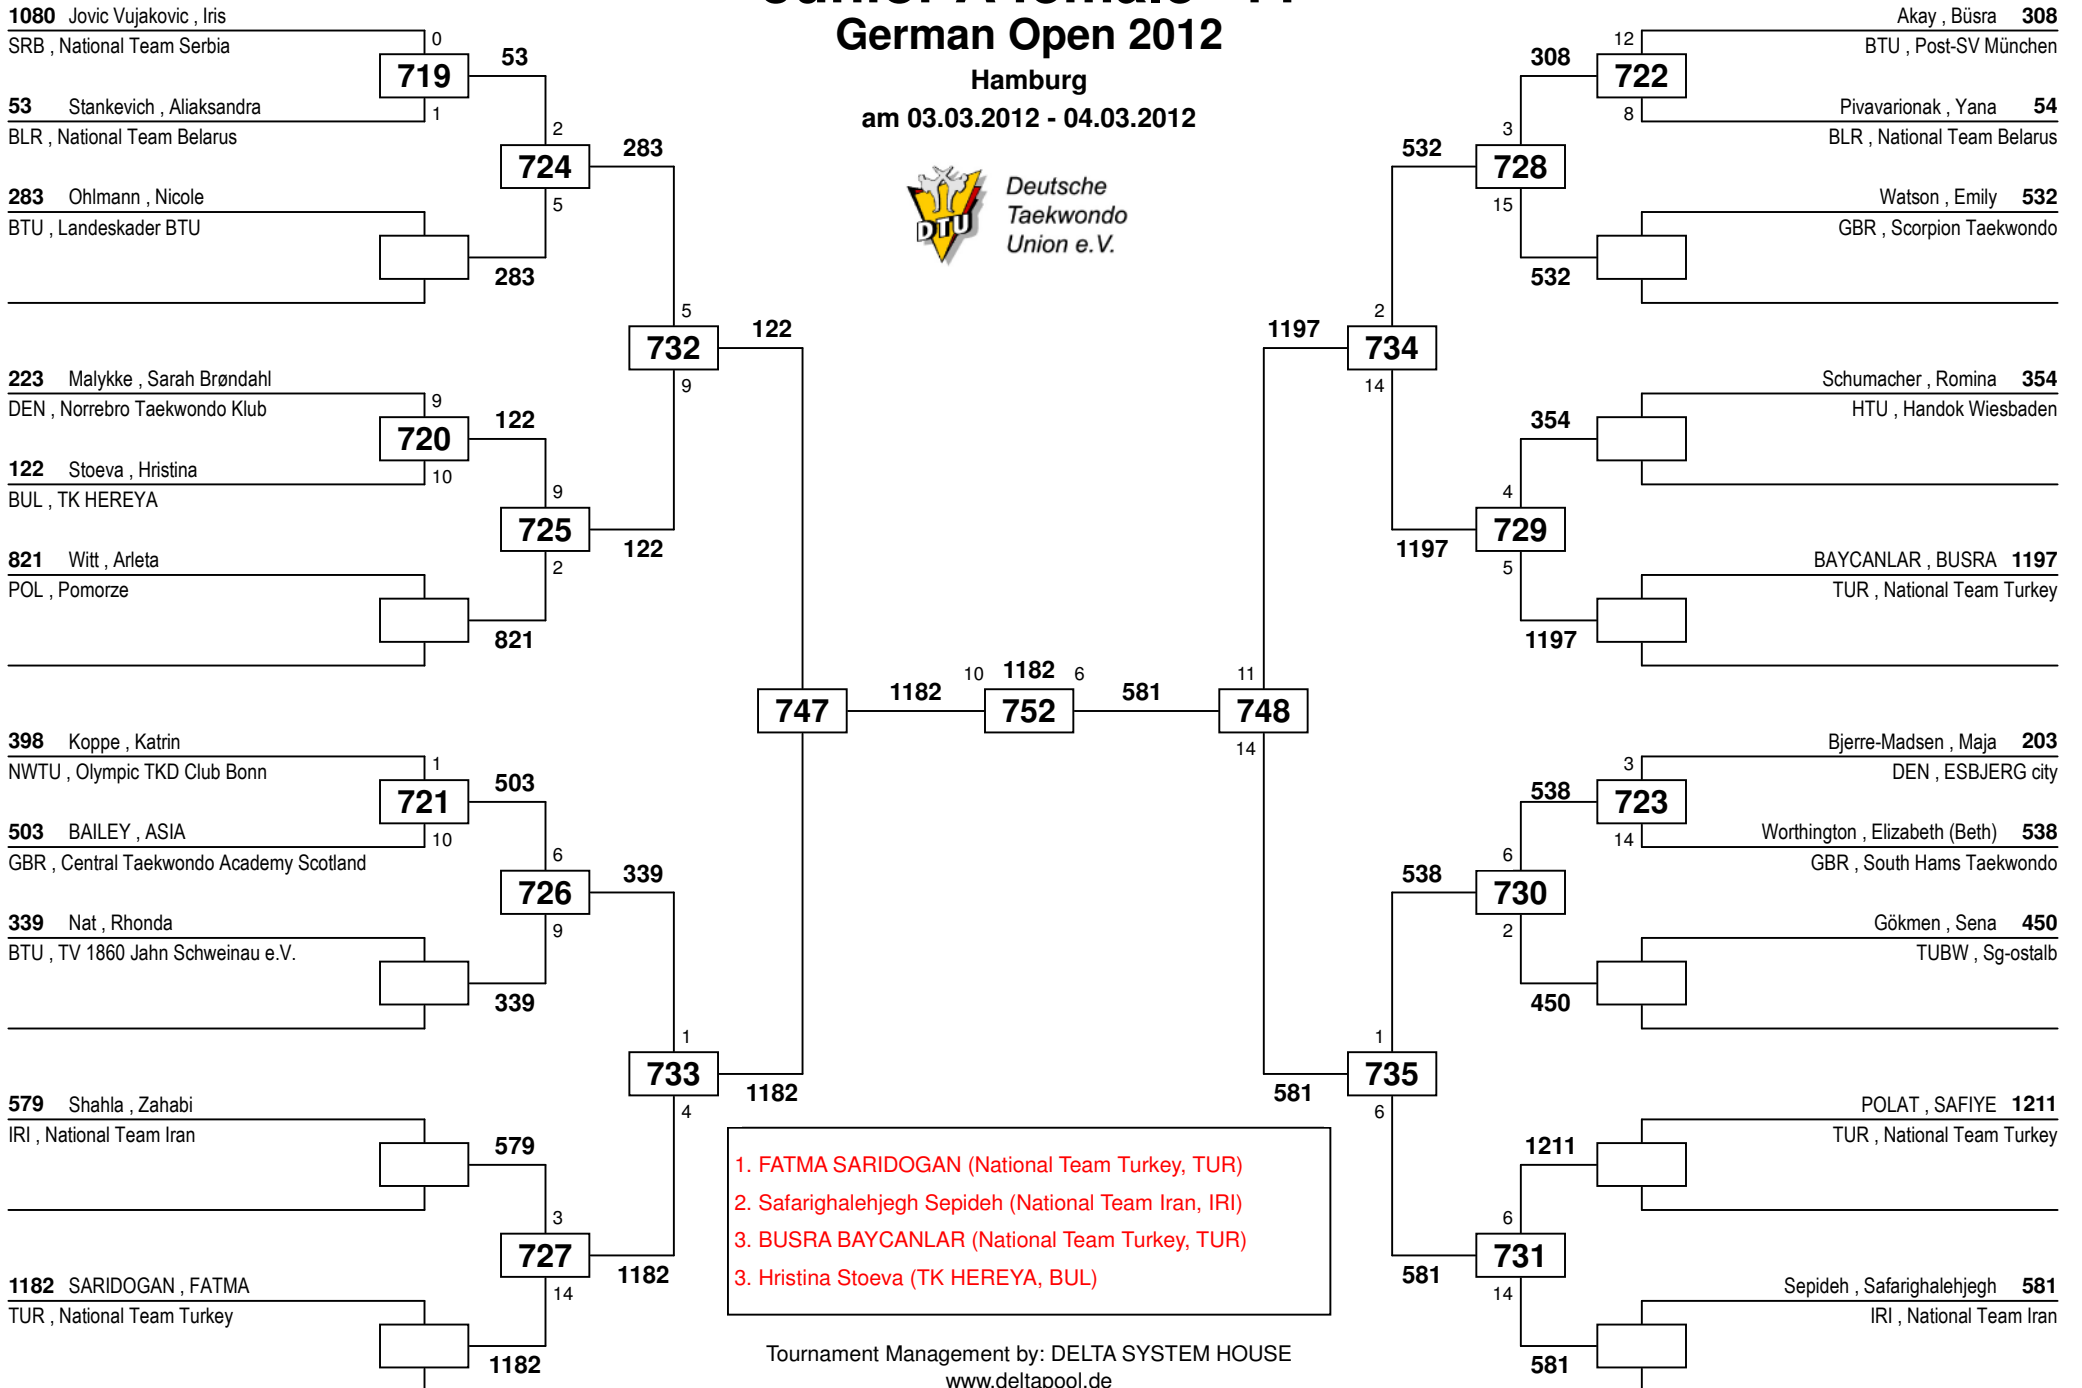 German Open 2012
Hamburg
am 03.03.2012 - 04.03.2012
DTU
Deutsche
Taekwondo
Union e.V.
1080 Jovic Vujakovic , Iris
SRB , National Team Serbia
0
719
53
1
53 Stankevich , Aliaksandra
BLR , National Team Belarus
2
724
283
5
283 Ohlmann , Nicole
BTU , Landeskader BTU
283
5
732
122
9
223 Malykke , Sarah Brøndahl
DEN , Norrebro Taekwondo Klub
9
720
122
10
122 Stoeva , Hristina
BUL , TK HEREYA
9
725
122
2
821 Witt , Arleta
POL , Pomorze
821
747
1182
10
1182
6
752
581
11
748
14
398 Koppe , Katrin
NWTU , Olympic TKD Club Bonn
1
721
503
10
503 BAILEY , ASIA
GBR , Central Taekwondo Academy Scotland
6
726
339
9
339 Nat , Rhonda
BTU , TV 1860 Jahn Schweinau e.V.
339
1
733
1182
4
579 Shahla , Zahabi
IRI , National Team Iran
579
3
727
1182
14
1182 SARIDOGAN , FATMA
TUR , National Team Turkey
1182
Akay , Büsra 308
BTU , Post-SV München
12
722
308
8
Pivavarionak , Yana 54
BLR , National Team Belarus
3
728
532
15
Watson , Emily 532
GBR , Scorpion Taekwondo
532
2
734
1197
14
Schumacher , Romina 354
HTU , Handok Wiesbaden
354
4
729
1197
5
BAYCANLAR , BUSRA 1197
TUR , National Team Turkey
1197
Bjerre-Madsen , Maja 203
DEN , ESBJERG city
3
723
538
14
Worthington , Elizabeth (Beth) 538
GBR , South Hams Taekwondo
6
730
538
2
Gökmen , Sena 450
TUBW , Sg-ostalb
450
1
735
581
6
POLAT , SAFIYE 1211
TUR , National Team Turkey
1211
6
731
581
14
Sepideh , Safarighalehjegh 581
IRI , National Team Iran
581
1. FATMA SARIDOGAN (National Team Turkey, TUR)
2. Safarighalehjegh Sepideh (National Team Iran, IRI)
3. BUSRA BAYCANLAR (National Team Turkey, TUR)
3. Hristina Stoeva (TK HEREYA, BUL)
Tournament Management by: DELTA SYSTEM HOUSE
www.deltapool.de